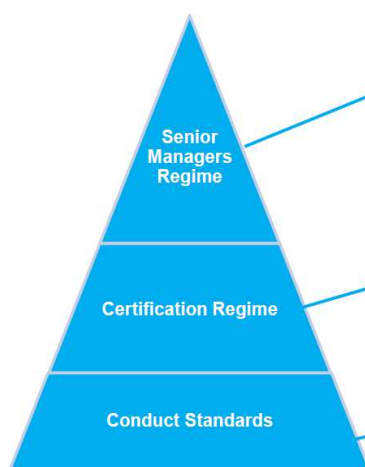 Senior
Managers
Regime
Certification Regime
Conduct Standards